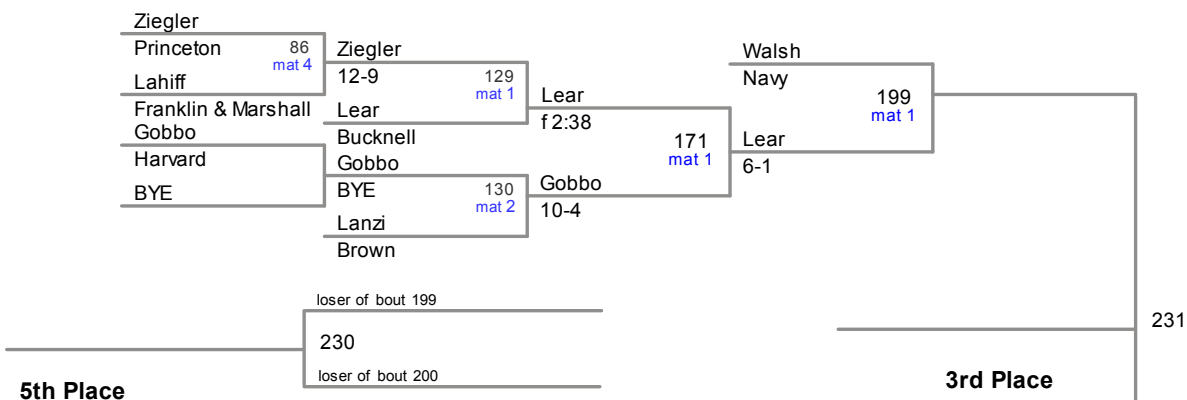 Ziegler
Princeton
86
mat 4
Lahiff
Franklin & Marshall
Gobbo
Harvard
BYE
Ziegler
12-9
129
mat 1
Lear
Bucknell
Gobbo
BYE
130
mat 2
Lanzi
Brown
Lear
f 2:38
171
mat 1
Gobbo
10-4
Walsh
Navy
199
mat 1
Lear
6-1
loser of bout 199
230
loser of bout 200
5th Place
231
3rd Place